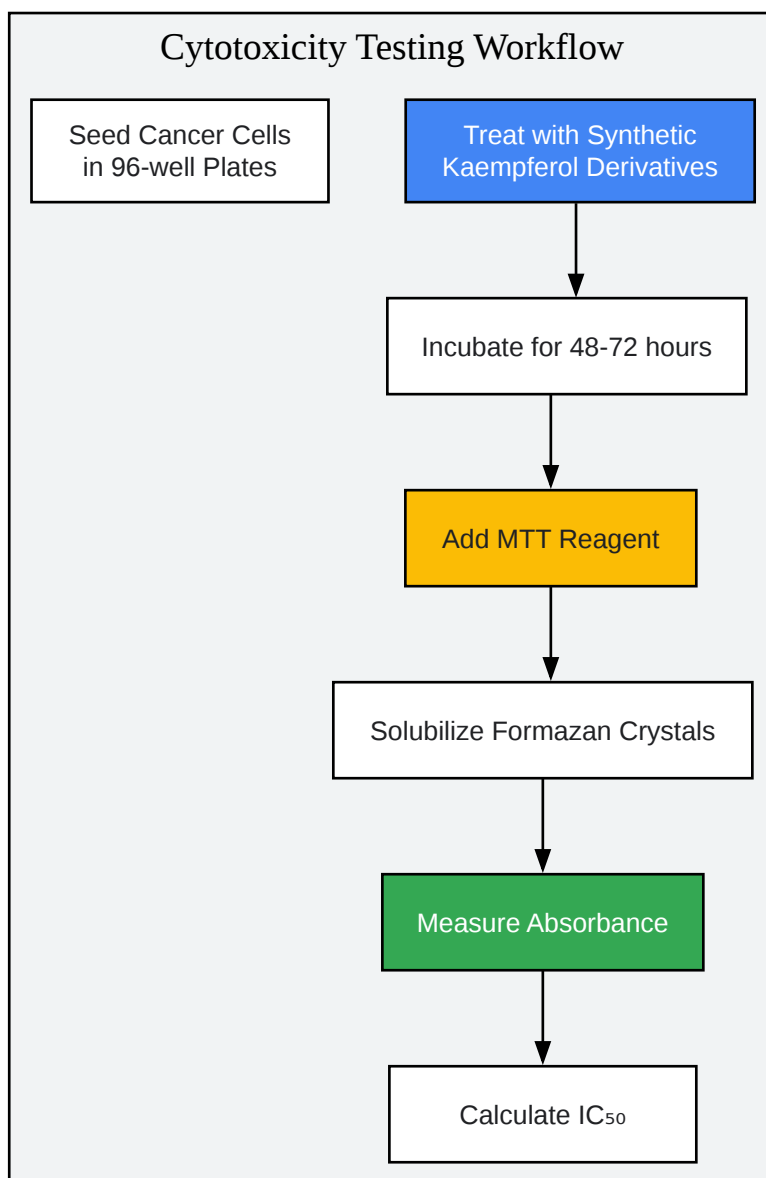 Cytotoxicity Testing Workflow
Seed Cancer Cells
in 96-well Plates
Treat with Synthetic
Kaempferol Derivatives
Incubate for 48-72 hours
Add MTT Reagent
Solubilize Formazan Crystals
Measure Absorbance
Calculate IC₅₀